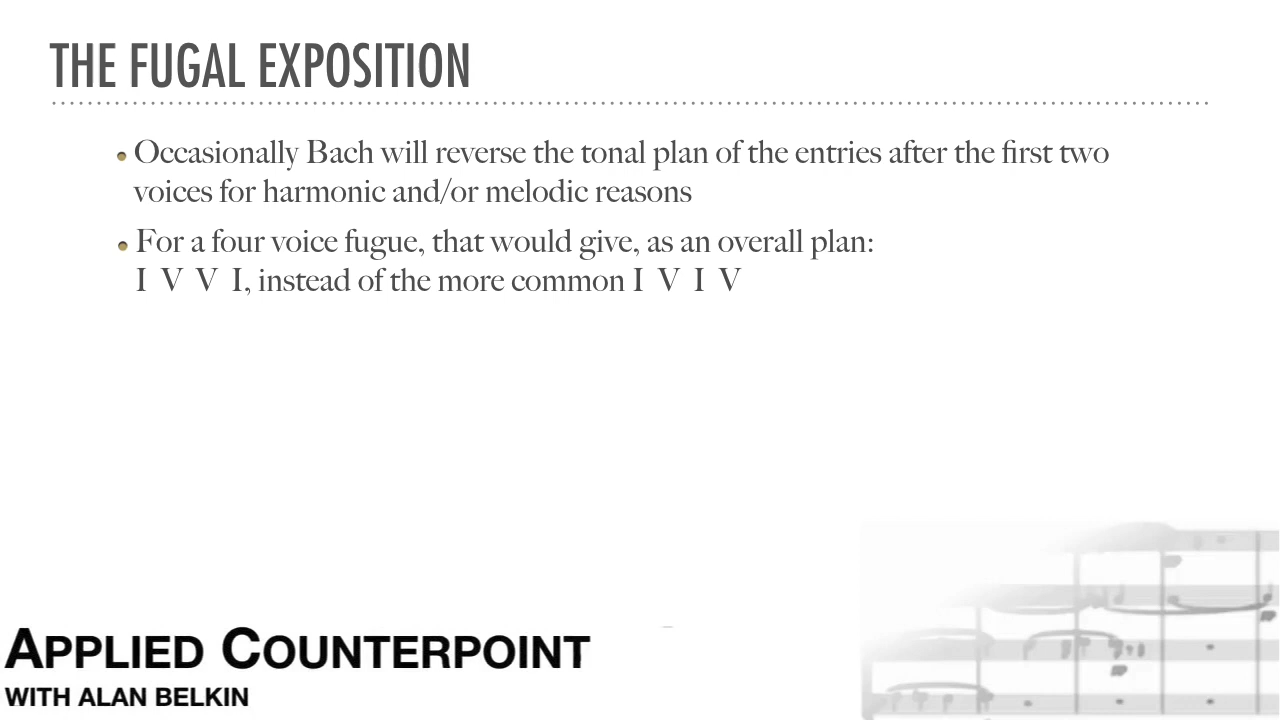 THE FUGAL EXPOSITION
• Occasionally Bach will reverse the tonal plan of the entries after the first two
voices for harmonic and/or melodic reasons
• For a four voice fugue, that would give, as an overall plan:
I V V I, instead of the more common I V I V
APPLIED COUNTERPOINT
WITH ALAN BELKIN